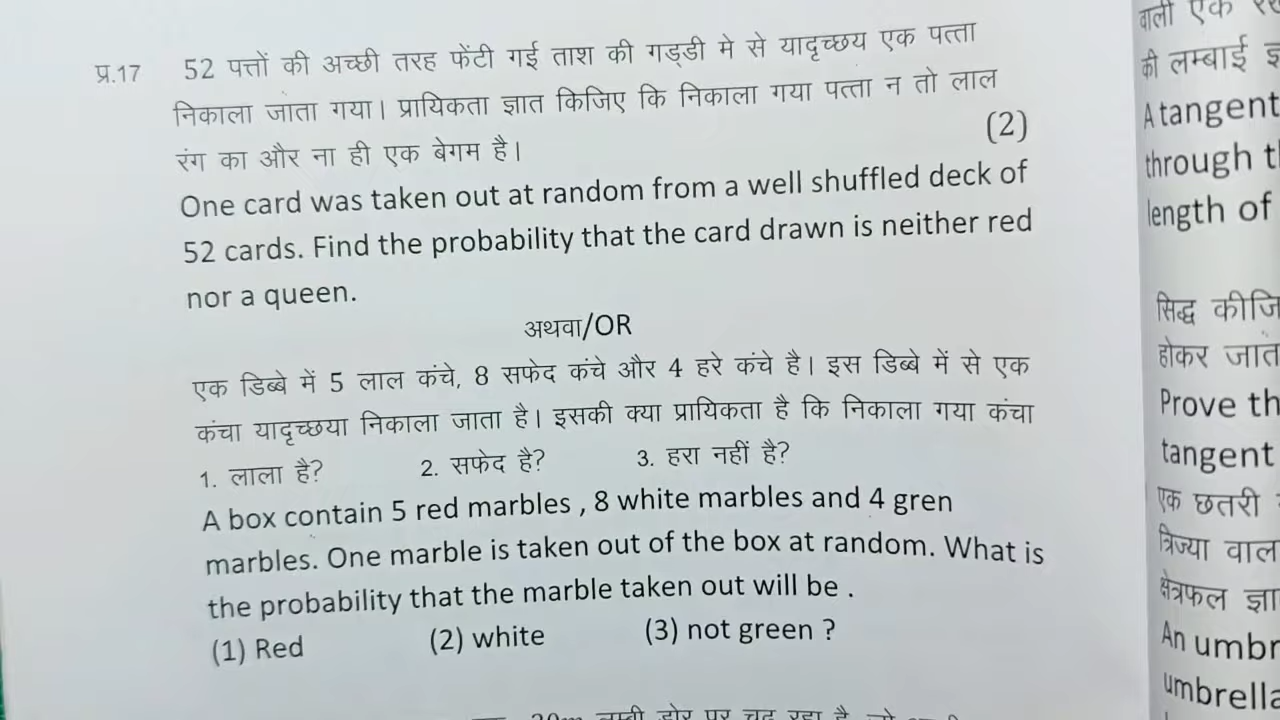 प्र.17 52 पत्तों की अच्छी तरह फेंटी गई ताश की गड्डी मे से यादृच्छय एक पत्ता
निकाला जाता गया। प्रायिकता ज्ञात किजिए कि निकाला गया पत्ता न तो लाल
रंग का और ना ही एक बेगम है। (2)
One card was taken out at random from a well shuffled deck of
52 cards. Find the probability that the card drawn is neither red
nor a queen.
अथवा/OR
एक डिब्बे में 5 लाल कंचे, 8 सफेद कंचे और 4 हरे कंचे है। इस डिब्बे में से एक
कंचा यादृच्छया निकाला जाता है। इसकी क्या प्रायिकता है कि निकाला गया कंचा
1. लाला है? 2. सफेद है? 3. हरा नहीं है?
A box contain 5 red marbles , 8 white marbles and 4 gren
marbles. One marble is taken out of the box at random. What is
the probability that the marble taken out will be .
(1) Red (2) white (3) not green ?
वाली एक
की लम्बाई
A tangent
through
length of
सिद्ध
होकर
Prove
tangent
एक छतरी
त्रिज्या
क्षेत्रफल
An